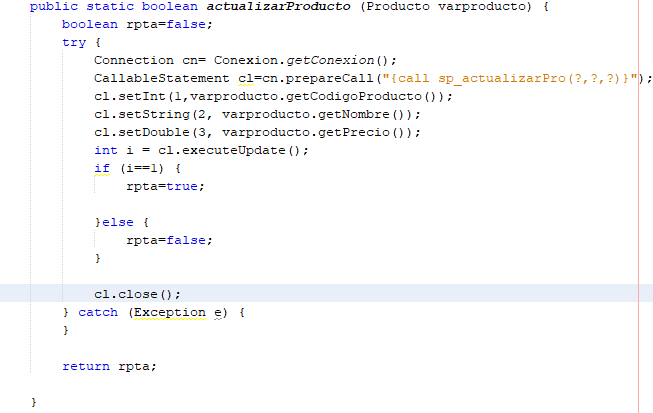 public static boolean actualizarProducto (Producto varproducto) {
boolean rpta=false;
try {
Connection cn= Conexion.getConexion();
CallableStatement cl=cn.prepareCall("{call sp_actualizarPro(?,?,?)}");
cl.setInt(1,varproducto.getCodigoProducto());
cl.setString(2, varproducto.getNombre());
cl.setDouble(3, varproducto.getPrecio());
int i = cl.executeUpdate();
if (i==1) {
rpta=true;
}else {
rpta=false;
}
cl.close();
} catch (Exception e) {
}
return rpta;
}